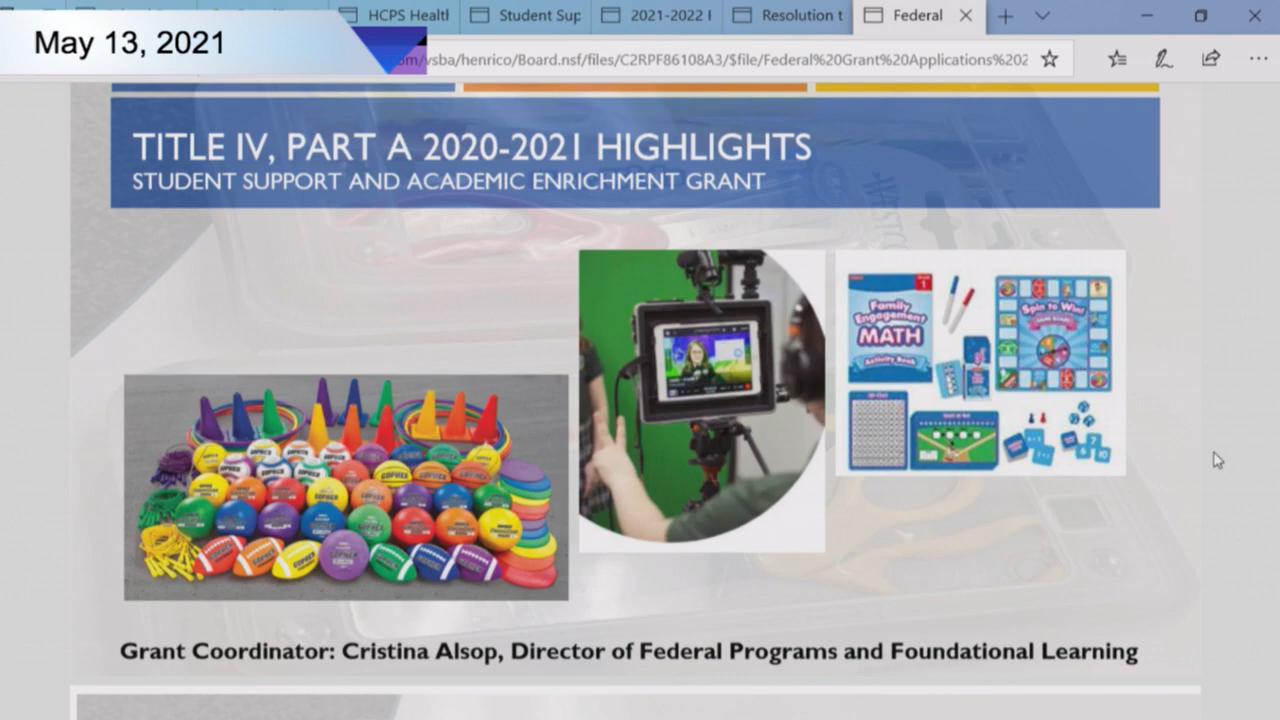 HCPS Healtl
Student Sup
2021-2022 I
Resolution t
Federal
May 13, 2021
om/vsba/henrico/Board.nsf/files/C2RPF86108A3/$file/Federal%20Grant%20Applications%202
TITLE IV, PART A 2020-2021 HIGHLIGHTS
STUDENT SUPPORT AND ACADEMIC ENRICHMENT GRANT
Family
Engagement
MATH
Activity Book
Spin to Win!
GOPHER
Grant Coordinator: Cristina Alsop, Director of Federal Programs and Foundational Learning